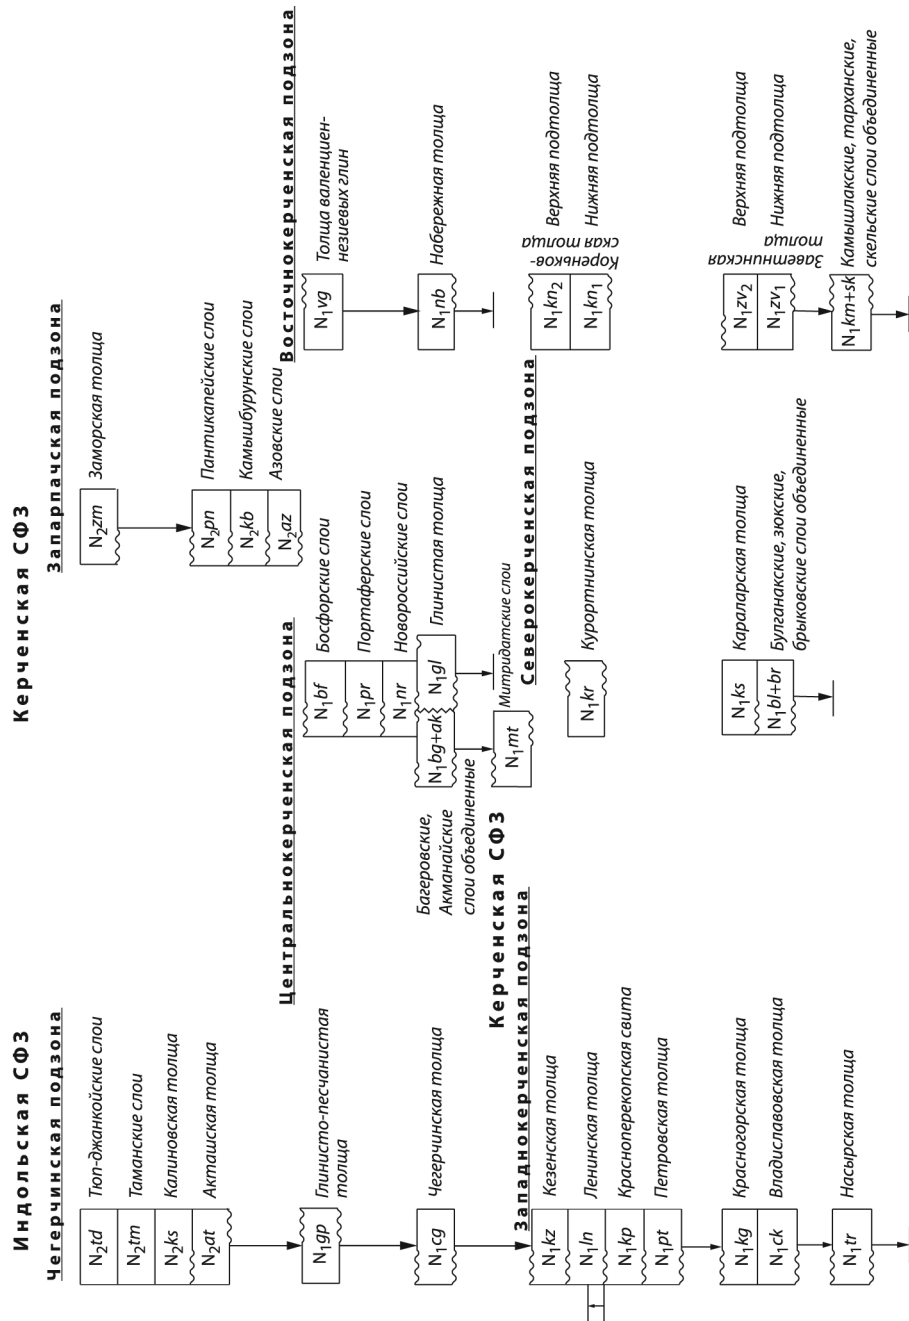 Индольская СФЗ
Чегерчинская подзона
N2td
Тюп-джанкойские слои
N2tm
Таманские слои
N2ks
Калиновская толща
N2at
Акташская толща
N1gp
Глинисто-песчанистая
толща
N1cg
Чегерчинская толща
Керченская СФЗ
Западнокерченская подзона
N1kz
Кезенская толща
N1ln
Ленинская толща
N1kp
Красноперекопская свита
N1pt
Петровская толща
N1kg
Красногорская толща
N1ck
Владиславовская толща
N1tr
Насырская толща
Керченская СФЗ
Центральнокерченская подзона
N1bf
Босфорские слои
N1pr
Портаферские слои
N1nr
Новороссийские слои
N1gl
Глинистая толща
N1bg+ak
Багеровские,
Акманайские
слои объединенные
N1mt
Митридатские слои
Запарпачская подзона
N2zm
Заморская толща
N2pn
Пантикапейские слои
N2kb
Камышбурунские слои
N2az
Азовские слои
Северокерченская подзона
N1kr
Курортнинская толща
N1ks
Караларская толща
N1bl+br
Булганакские, зюкские,
брыковские слои объединенные
Восточнокерченская подзона
N1vg
Толща валенциен-
незиевых глин
N1nb
Набережная толща
Кореньков-
ская толща
N1kn2
Верхняя подтолща
N1kn1
Нижняя подтолща
Заветнинская
толща
N1zv2
Верхняя подтолща
N1zv1
Нижняя подтолща
N1km+sk
Камышлакские, тарханские,
скельские слои объединенные